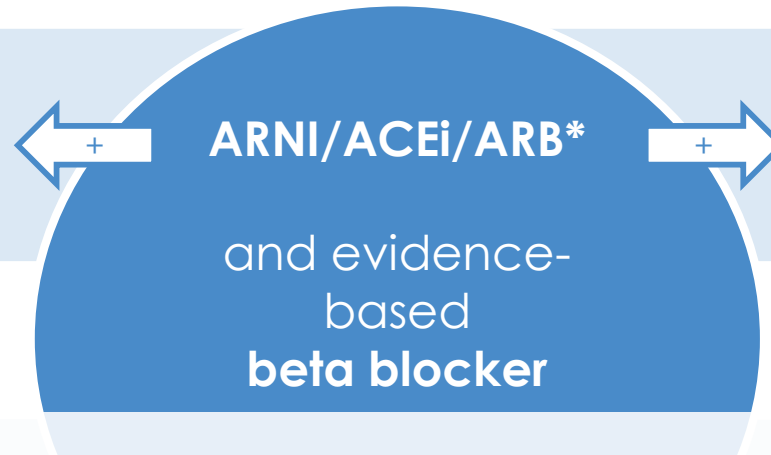 + ARNI/ACEi/ARB* +
and evidence-
based
beta blocker